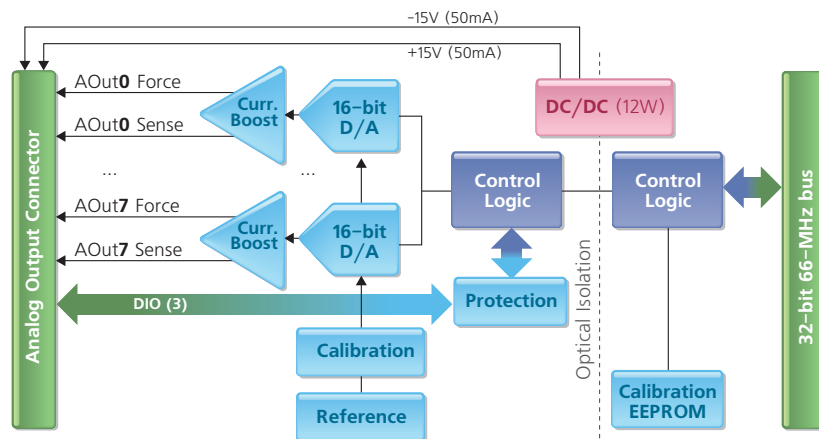 -15V (50mA)
+15V (50mA)
Analog Output Connector
AOut0 Force
AOut0 Sense
...
AOut7 Force
AOut7 Sense
Curr.
Boost
...
Curr.
Boost
16-bit
D/A
16-bit
D/A
DC/DC (12W)
Control
Logic
Control
Logic
DIO (3)
Protection
Optical Isolation
32-bit 66-MHz bus
Calibration
Reference
Calibration
EEPROM